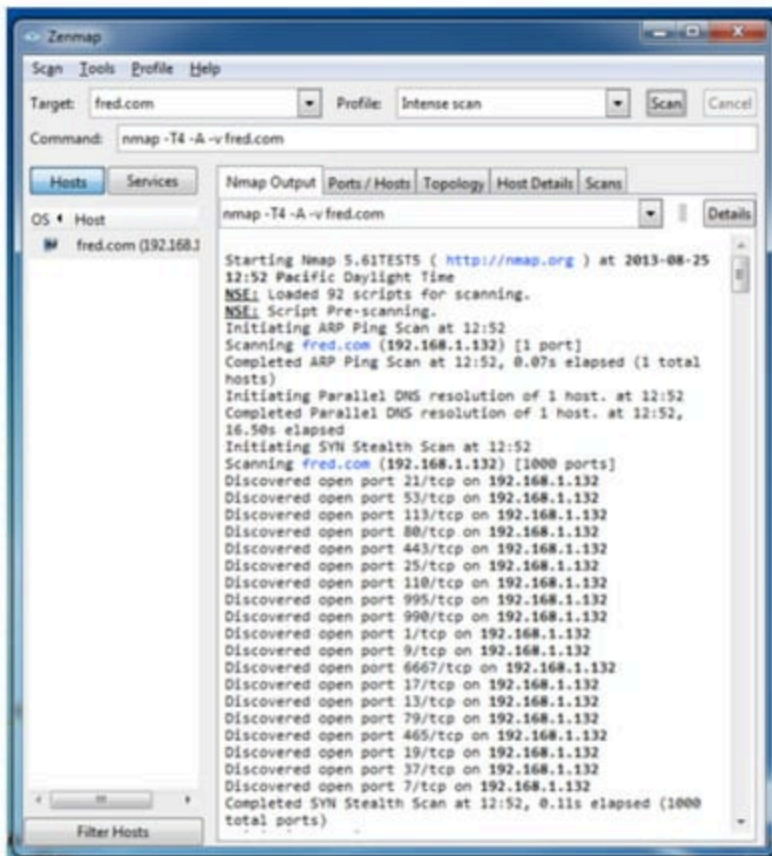 Zenmap
Scan Tools Profile Help
Target: fred.com Profile: Intense scan Scan Cancel
Command: nmap -T4 -A -v fred.com
Hosts Services
OS Host
fred.com (192.168.1
Nmap Output Ports / Hosts Topology Host Details Scans
nmap -T4 -A -v fred.com Details
Starting Nmap 5.61TEST5 ( http://nmap.org ) at 2013-08-25
12:52 Pacific Daylight Time
NSE: Loaded 92 scripts for scanning.
NSE: Script Pre-scanning.
Initiating ARP Ping Scan at 12:52
Scanning fred.com (192.168.1.132) [1 port]
Completed ARP Ping Scan at 12:52, 0.07s elapsed (1 total
hosts)
Initiating Parallel DNS resolution of 1 host. at 12:52
Completed Parallel DNS resolution of 1 host. at 12:52,
16.50s elapsed
Initiating SYN Stealth Scan at 12:52
Scanning fred.com (192.168.1.132) [1000 ports]
Discovered open port 21/tcp on 192.168.1.132
Discovered open port 53/tcp on 192.168.1.132
Discovered open port 113/tcp on 192.168.1.132
Discovered open port 80/tcp on 192.168.1.132
Discovered open port 443/tcp on 192.168.1.132
Discovered open port 25/tcp on 192.168.1.132
Discovered open port 110/tcp on 192.168.1.132
Discovered open port 995/tcp on 192.168.1.132
Discovered open port 990/tcp on 192.168.1.132
Discovered open port 1/tcp on 192.168.1.132
Discovered open port 9/tcp on 192.168.1.132
Discovered open port 6667/tcp on 192.168.1.132
Discovered open port 17/tcp on 192.168.1.132
Discovered open port 13/tcp on 192.168.1.132
Discovered open port 79/tcp on 192.168.1.132
Discovered open port 465/tcp on 192.168.1.132
Discovered open port 19/tcp on 192.168.1.132
Discovered open port 37/tcp on 192.168.1.132
Discovered open port 7/tcp on 192.168.1.132
Completed SYN Stealth Scan at 12:52, 0.11s elapsed (1000
total ports)
Filter Hosts